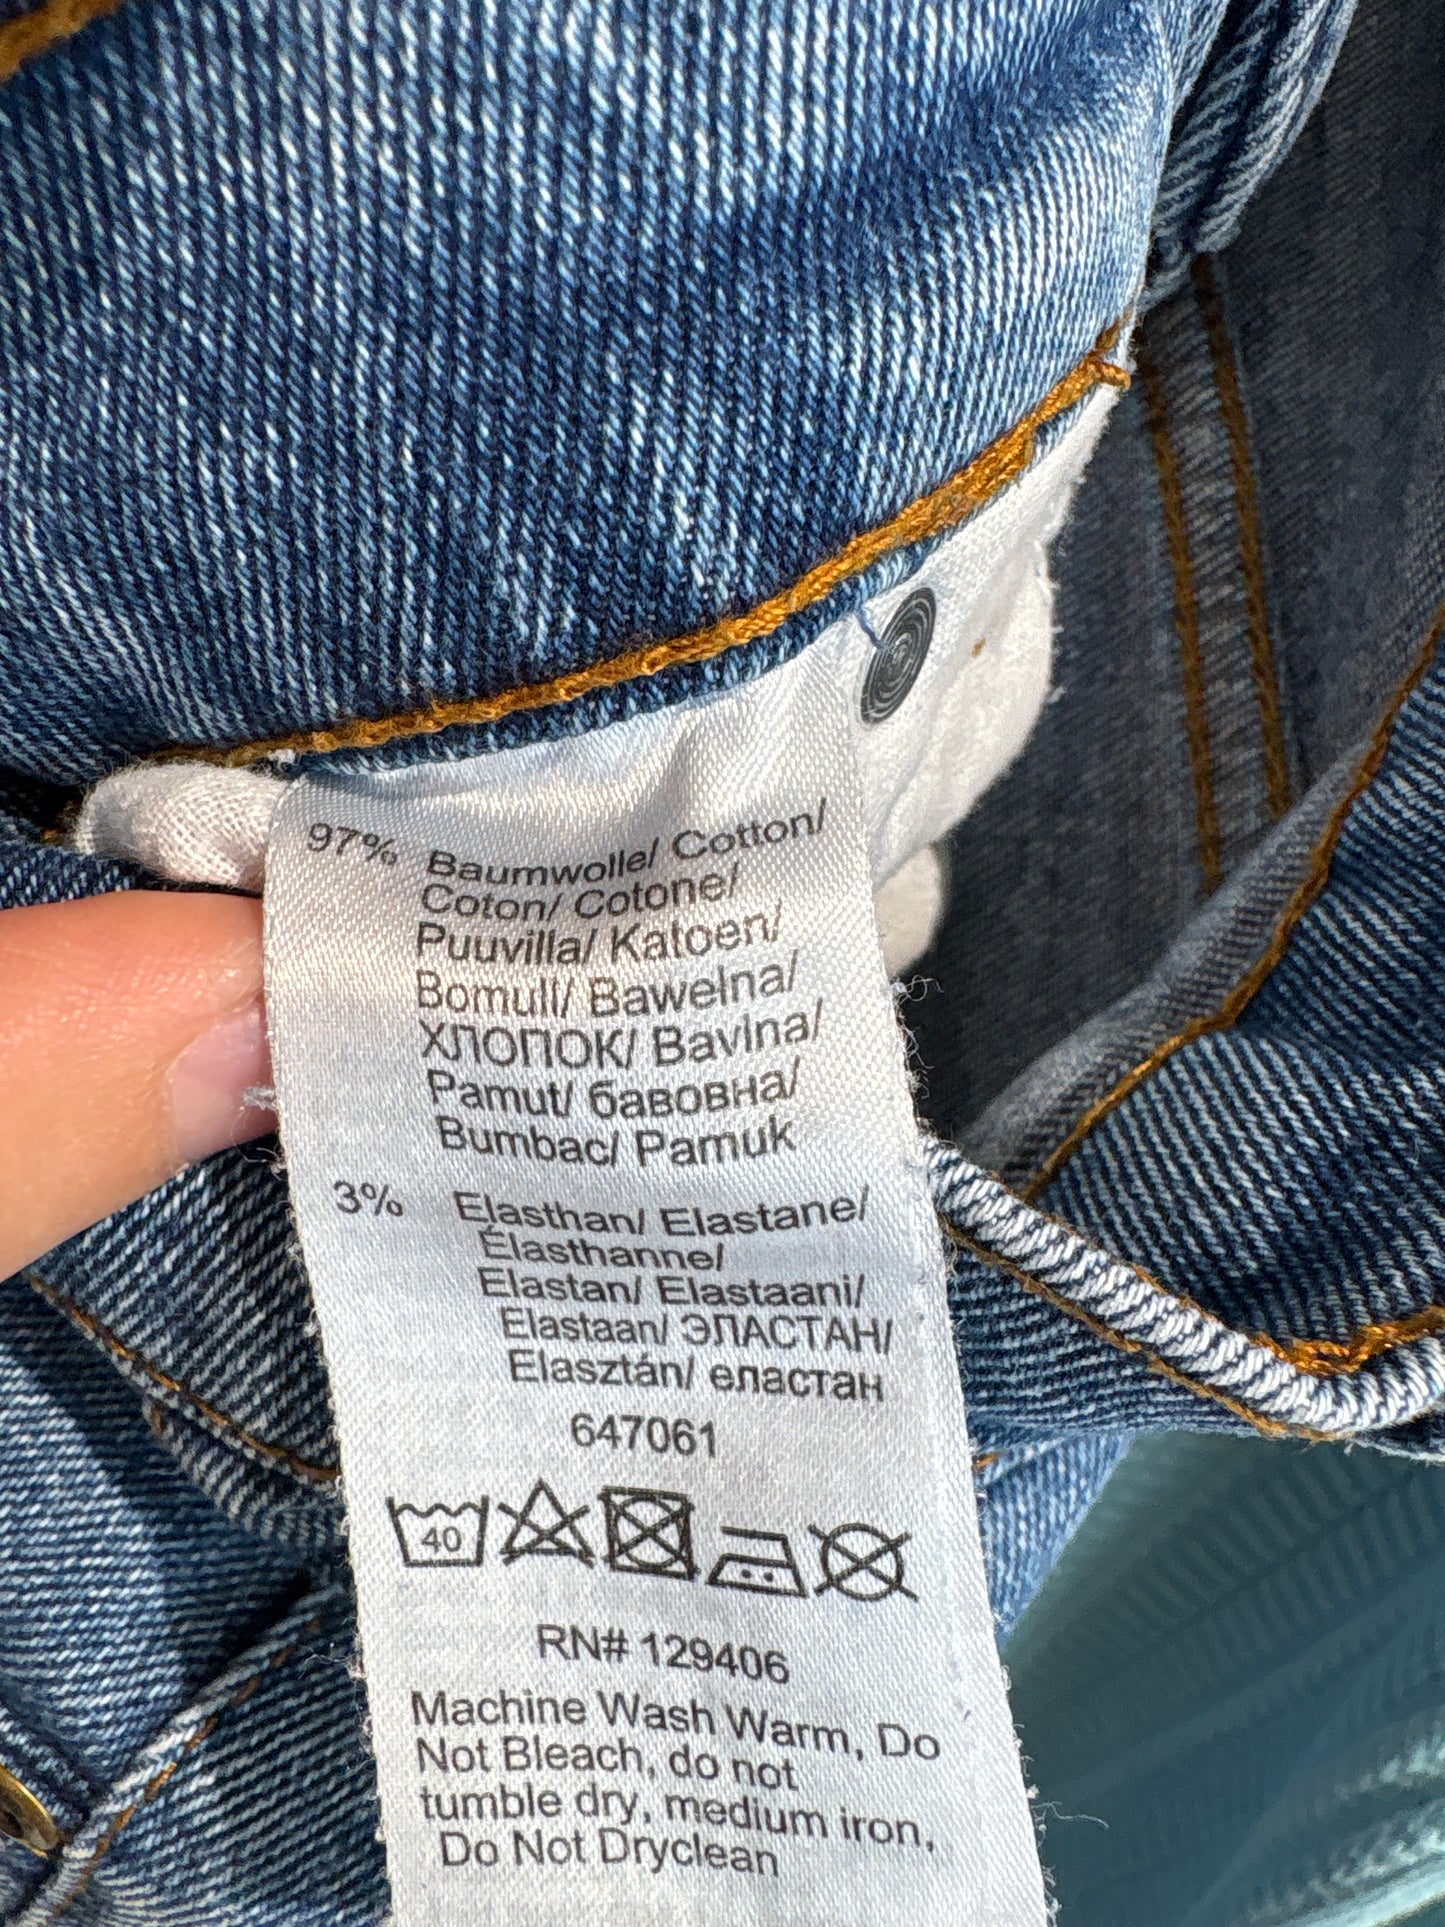 97% Baumwolle/ Cotton/
Coton/ Cotone/
Puuvilla/ Katoen/
Bomull/ Bawełna/
ХЛОПОК/ Bavlna/
Pamut/ бавовна/
Bumbac/ Pamuk
3% Elasthan/ Elastane/
Élasthanne/
Elastan/ Elastaani/
Elastaan/ ЭЛАСТАН/
Elasztán/ еластан
647061
40
RN# 129406
Machine Wash Warm, Do
Not Bleach, do not
tumble dry, medium iron,
Do Not Dryclean